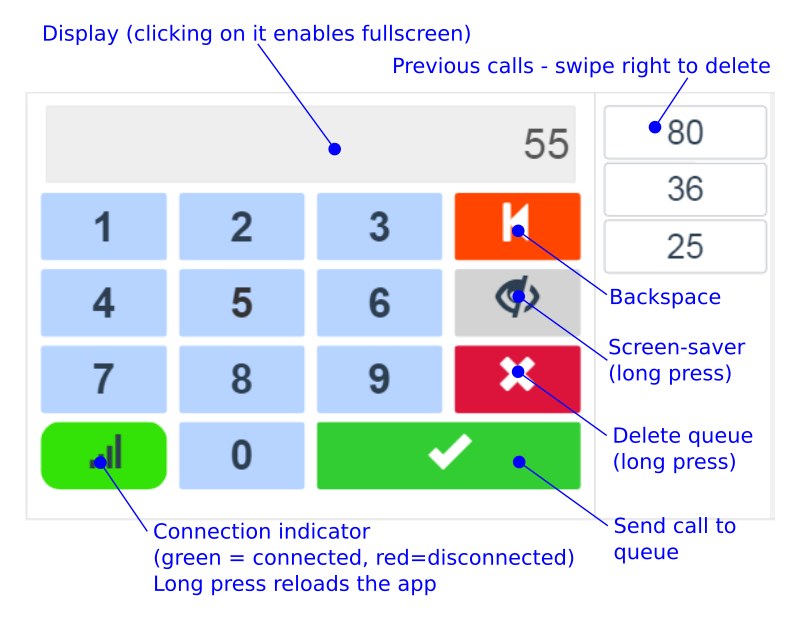 Display (clicking on it enables fullscreen)
Previous calls - swipe right to delete
55
80
36
25
1 2 3
4 5 6
7 8 9
0
Backspace
Screen-saver
(long press)
Delete queue
(long press)
Send call to
queue
Connection indicator
(green = connected, red=disconnected)
Long press reloads the app